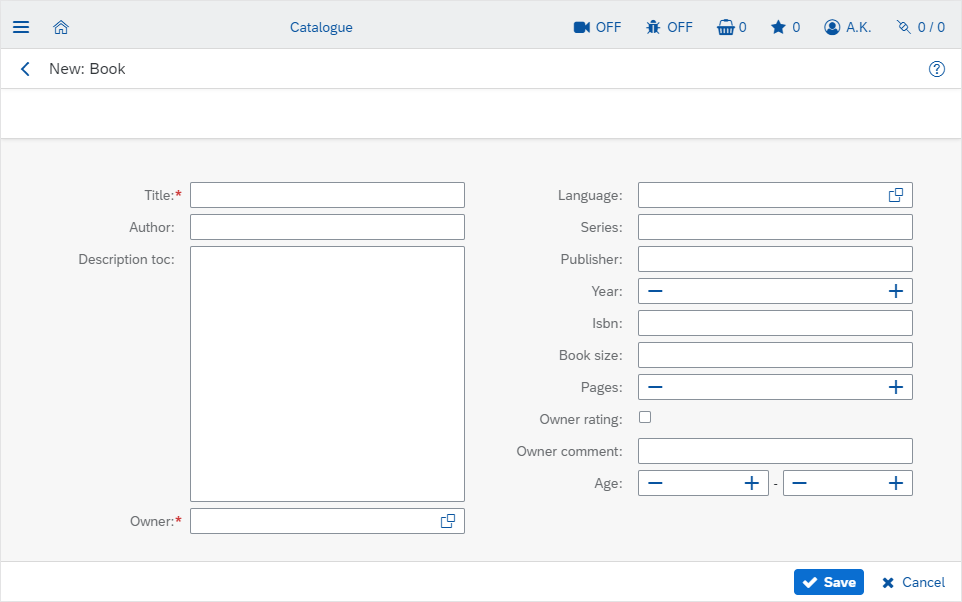 Catalogue OFF OFF 0 0 A.K. 0 / 0
New: Book
Title:*
Author:
Description toc:
Owner:*
Language:
Series:
Publisher:
Year:
Isbn:
Book size:
Pages:
Owner rating:
Owner comment:
Age: -
Save Cancel